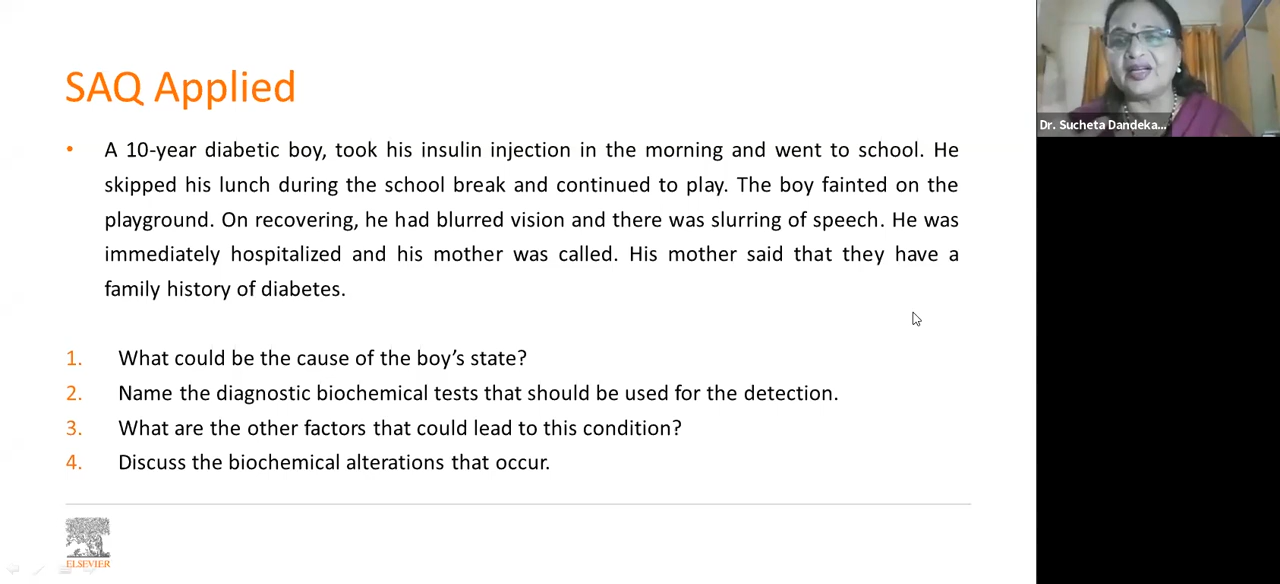 SAQ Applied
• A 10-year diabetic boy, took his insulin injection in the morning and went to school. He
skipped his lunch during the school break and continued to play. The boy fainted on the
playground. On recovering, he had blurred vision and there was slurring of speech. He was
immediately hospitalized and his mother was called. His mother said that they have a
family history of diabetes.
1. What could be the cause of the boy’s state?
2. Name the diagnostic biochemical tests that should be used for the detection.
3. What are the other factors that could lead to this condition?
4. Discuss the biochemical alterations that occur.
ELSEVIER
Dr. Sucheta Dandeka...